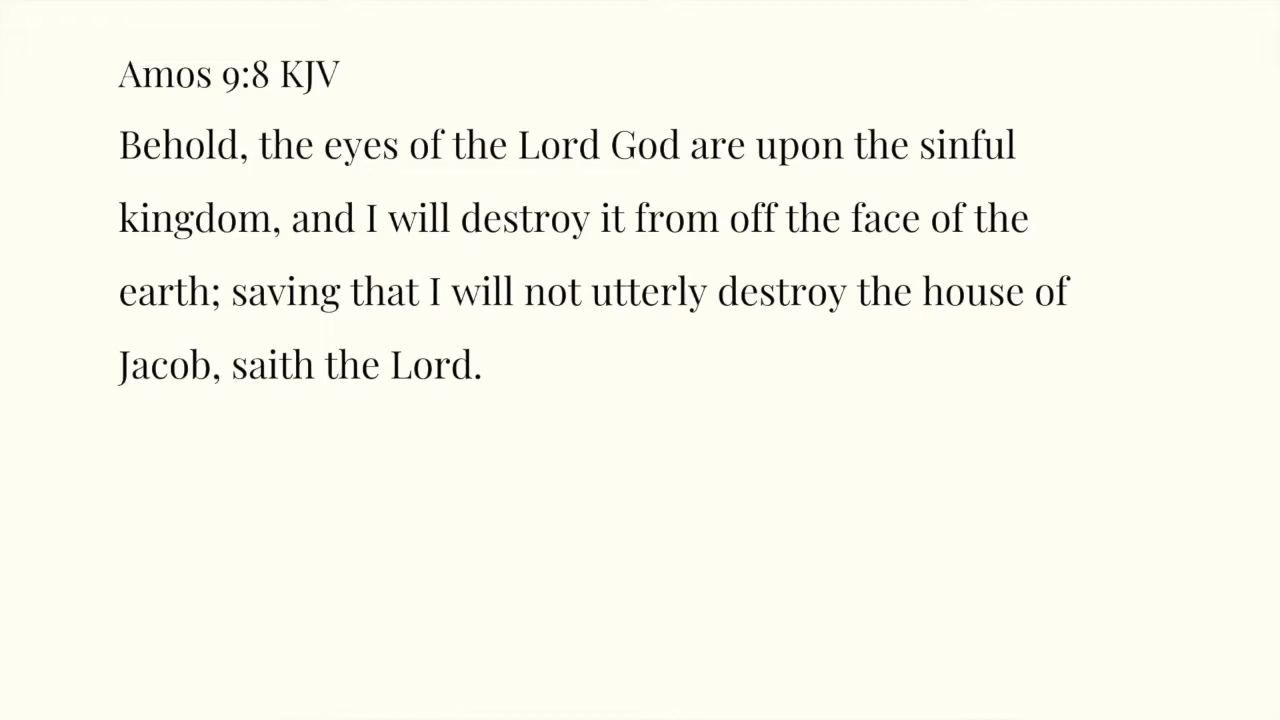 Amos 9:8 KJV
Behold, the eyes of the Lord God are upon the sinful
kingdom, and I will destroy it from off the face of the
earth; saving that I will not utterly destroy the house of
Jacob, saith the Lord.